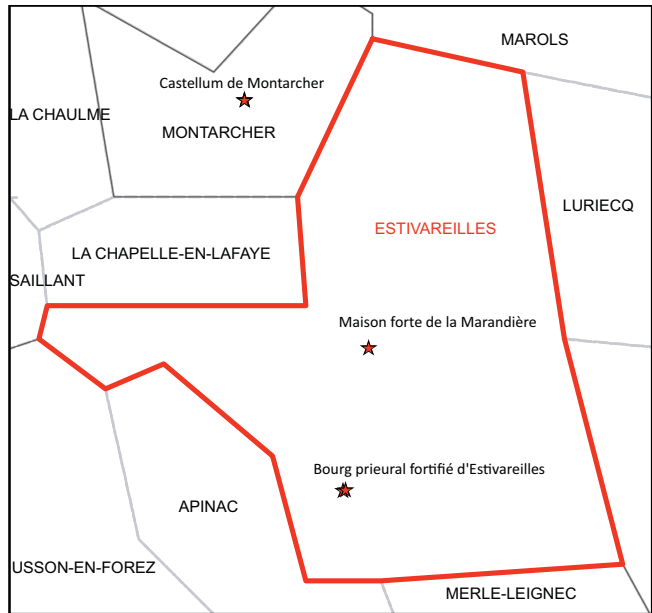 MAROLS
Castellum de Montarcher
LA CHAULME
MONTARCHER
LURIECQ
ESTIVAREILLES
LA CHAPELLE-EN-LAFAYE
SAILLANT
Maison forte de la Marandière
Bourg prieural fortifié d'Estivareilles
APINAC
USSON-EN-FOREZ
MERLE-LEIGNEC